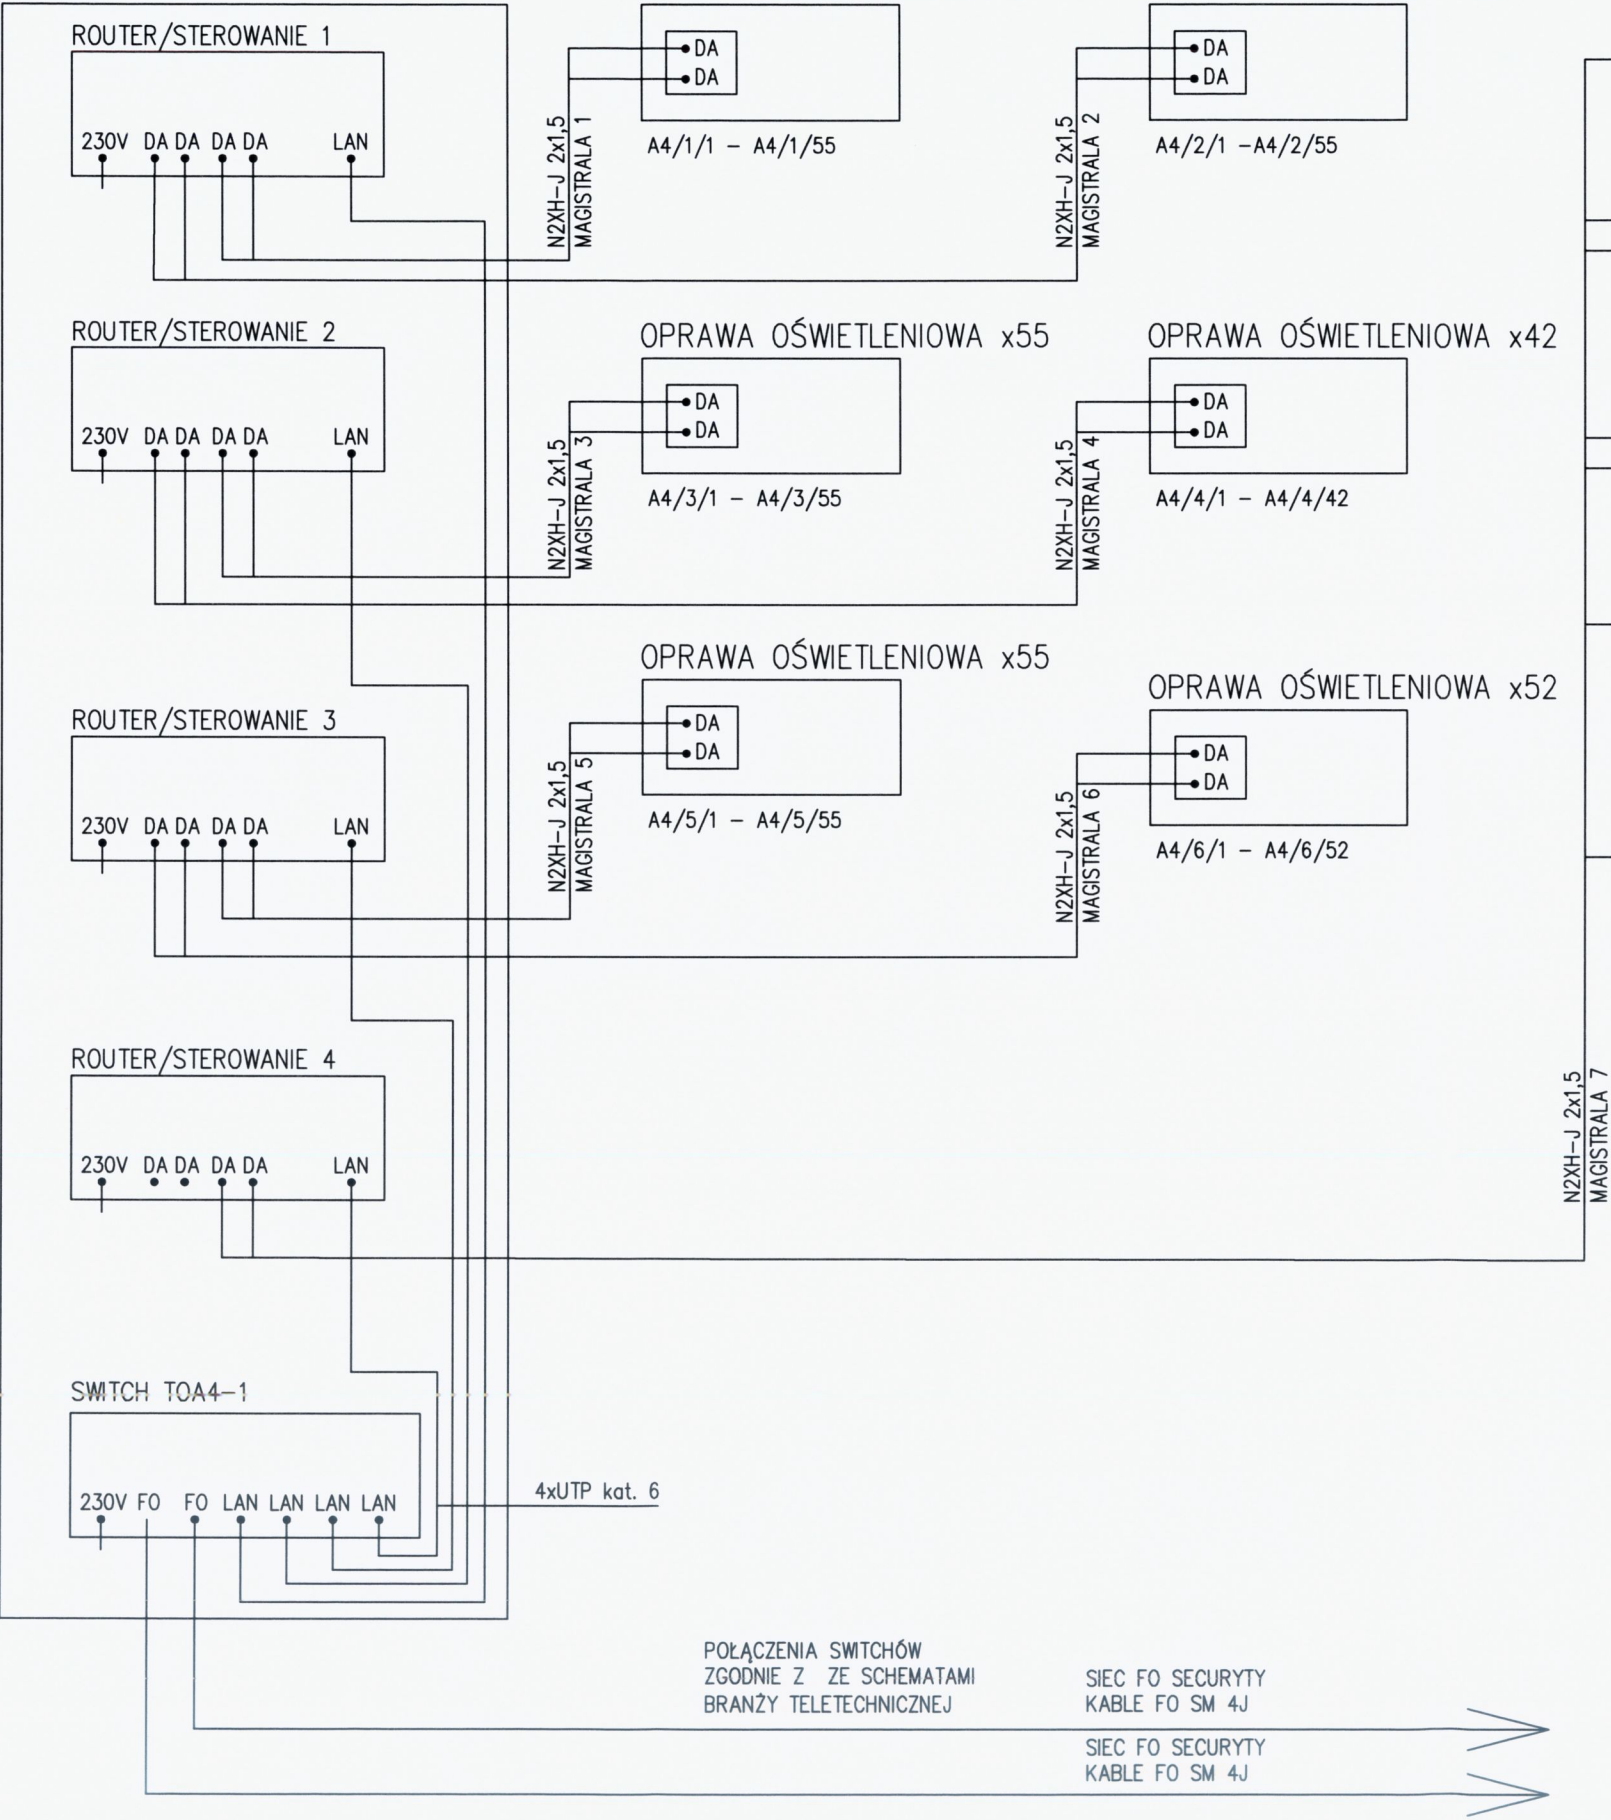 ROUTER/STEROWANIE 1
230V DA DA DA DA LAN
N2XH-J 2x1,5
MAGISTRALA 1
DA
DA
A4/1/1 - A4/1/55
N2XH-J 2x1,5
MAGISTRALA 2
DA
DA
A4/2/1 -A4/2/55
ROUTER/STEROWANIE 2
230V DA DA DA DA LAN
N2XH-J 2x1,5
MAGISTRALA 3
OPRAWA OŚWIETLENIOWA x55
DA
DA
A4/3/1 - A4/3/55
N2XH-J 2x1,5
MAGISTRALA 4
OPRAWA OŚWIETLENIOWA x42
DA
DA
A4/4/1 - A4/4/42
ROUTER/STEROWANIE 3
230V DA DA DA DA LAN
N2XH-J 2x1,5
MAGISTRALA 5
OPRAWA OŚWIETLENIOWA x55
DA
DA
A4/5/1 - A4/5/55
N2XH-J 2x1,5
MAGISTRALA 6
OPRAWA OŚWIETLENIOWA x52
DA
DA
A4/6/1 - A4/6/52
ROUTER/STEROWANIE 4
230V DA DA DA DA LAN
N2XH-J 2x1,5
MAGISTRALA 7
SWITCH TOA4-1
230V FO FO LAN LAN LAN LAN
4xUTP kat. 6
POŁĄCZENIA SWITCHÓW
ZGODNIE Z ZE SCHEMATAMI
BRANŻY TELETECHNICZNEJ
SIEC FO SECURYTY
KABLE FO SM 4J
SIEC FO SECURYTY
KABLE FO SM 4J